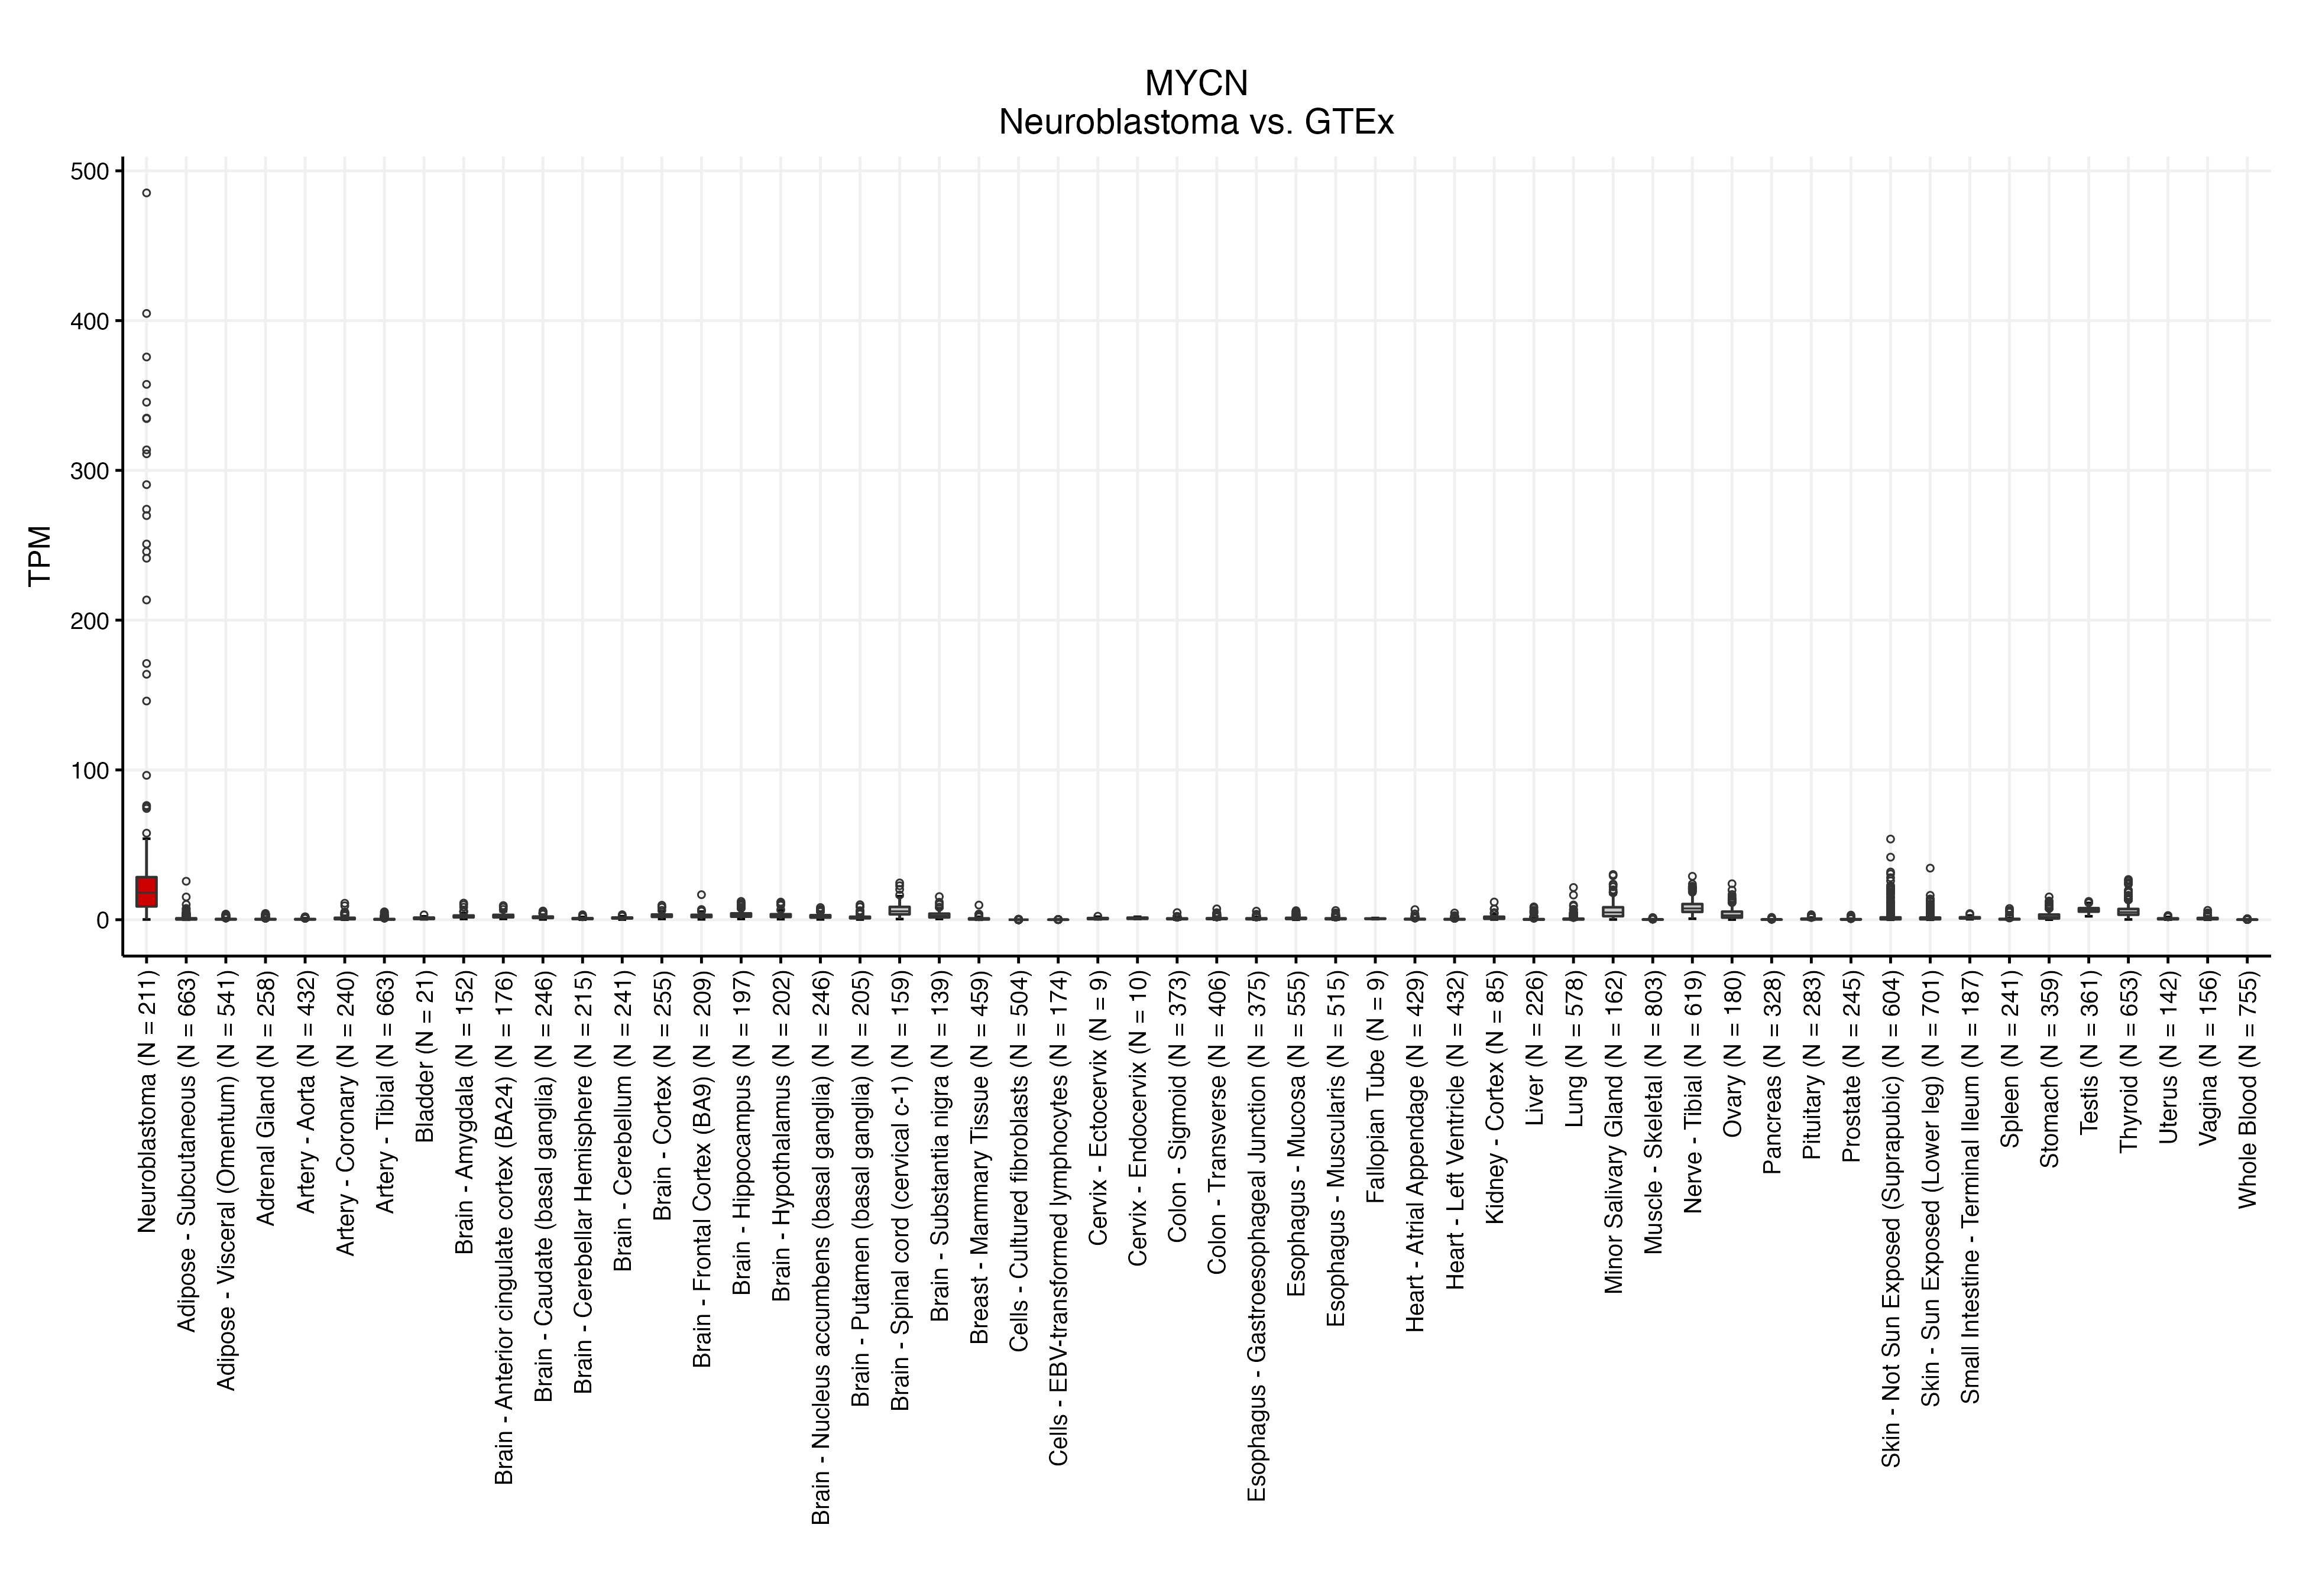 MYCN
Neuroblastoma vs. GTEx
TPM
500
400
300
200
100
0
Neuroblastoma (N = 211)
Adipose - Subcutaneous (N = 663)
Adipose - Visceral (Omentum) (N = 541)
Adrenal Gland (N = 258)
Artery - Aorta (N = 432)
Artery - Coronary (N = 240)
Artery - Tibial (N = 663)
Bladder (N = 21)
Brain - Amygdala (N = 152)
Brain - Anterior cingulate cortex (BA24) (N = 176)
Brain - Caudate (basal ganglia) (N = 246)
Brain - Cerebellar Hemisphere (N = 215)
Brain - Cerebellum (N = 241)
Brain - Cortex (N = 255)
Brain - Frontal Cortex (BA9) (N = 209)
Brain - Hippocampus (N = 197)
Brain - Hypothalamus (N = 202)
Brain - Nucleus accumbens (basal ganglia) (N = 246)
Brain - Putamen (basal ganglia) (N = 205)
Brain - Spinal cord (cervical c-1) (N = 159)
Brain - Substantia nigra (N = 139)
Breast - Mammary Tissue (N = 459)
Cells - Cultured fibroblasts (N = 504)
Cells - EBV-transformed lymphocytes (N = 174)
Cervix - Ectocervix (N = 9)
Cervix - Endocervix (N = 10)
Colon - Sigmoid (N = 373)
Colon - Transverse (N = 406)
Esophagus - Gastroesophageal Junction (N = 375)
Esophagus - Mucosa (N = 555)
Esophagus - Muscularis (N = 515)
Fallopian Tube (N = 9)
Heart - Atrial Appendage (N = 429)
Heart - Left Ventricle (N = 432)
Kidney - Cortex (N = 85)
Liver (N = 226)
Lung (N = 578)
Minor Salivary Gland (N = 162)
Muscle - Skeletal (N = 803)
Nerve - Tibial (N = 619)
Ovary (N = 180)
Pancreas (N = 328)
Pituitary (N = 283)
Prostate (N = 245)
Skin - Not Sun Exposed (Suprapubic) (N = 604)
Skin - Sun Exposed (Lower leg) (N = 701)
Small Intestine - Terminal Ileum (N = 187)
Spleen (N = 241)
Stomach (N = 359)
Testis (N = 361)
Thyroid (N = 653)
Uterus (N = 142)
Vagina (N = 156)
Whole Blood (N = 755)